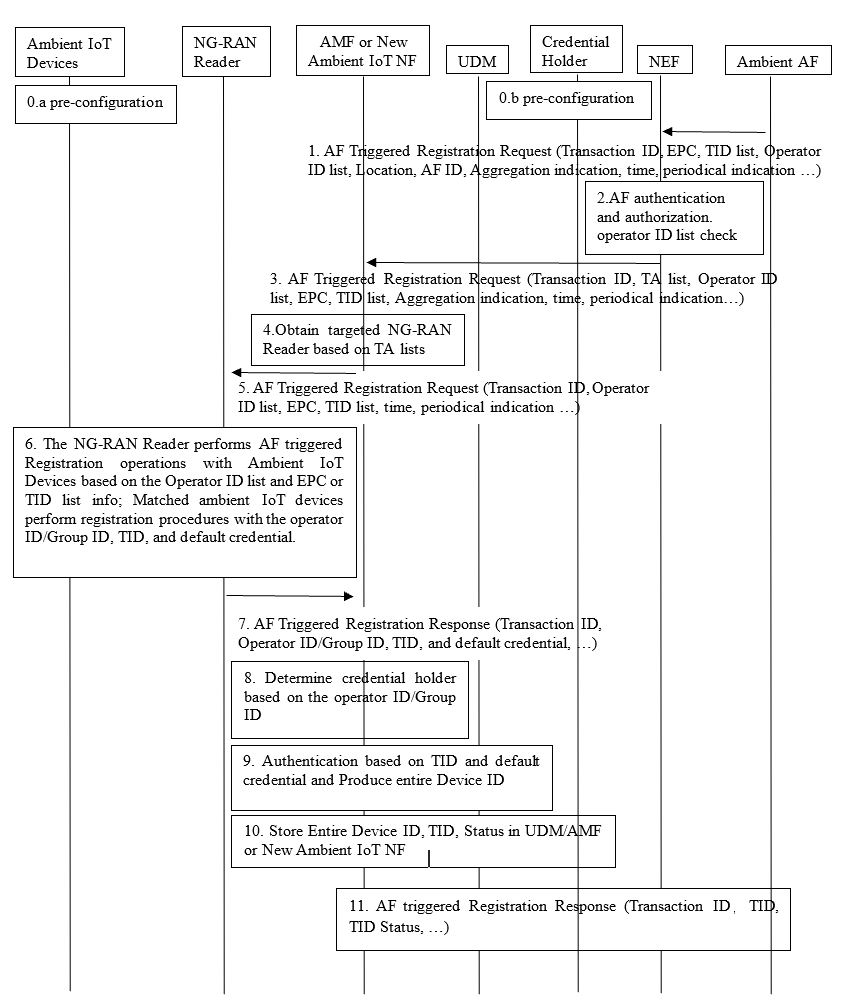 Ambient IoT
Devices
NG-RAN
Reader
AMF or New
Ambient IoT NF
UDM
Credential
Holder
NEF
Ambient AF
0.a pre-configuration
0.b pre-configuration
1. AF Triggered Registration Request (Transaction ID, EPC, TID list, Operator
ID list, Location, AF ID, Aggregation indication, time, periodical indication …)
2.AF authentication
and authorization.
operator ID list check
3. AF Triggered Registration Request (Transaction ID, TA list, Operator ID
list, EPC, TID list, Aggregation indication, time, periodical indication…)
4.Obtain targeted NG-RAN
Reader based on TA lists
5. AF Triggered Registration Request (Transaction ID, Operator
ID list, EPC, TID list, time, periodical indication …)
6. The NG-RAN Reader performs AF triggered
Registration operations with Ambient IoT
Devices based on the Operator ID list and EPC or
TID list info; Matched ambient IoT devices
perform registration procedures with the operator
ID/Group ID, TID, and default credential.
7. AF Triggered Registration Response (Transaction ID,
Operator ID/Group ID, TID, and default credential, …)
8. Determine credential holder
based on the operator ID/Group
ID
9. Authentication based on TID and default
credential and Produce entire Device ID
10. Store Entire Device ID, TID, Status in UDM/AMF
or New Ambient IoT NF
11. AF triggered Registration Response (Transaction ID, TID,
TID Status, …)